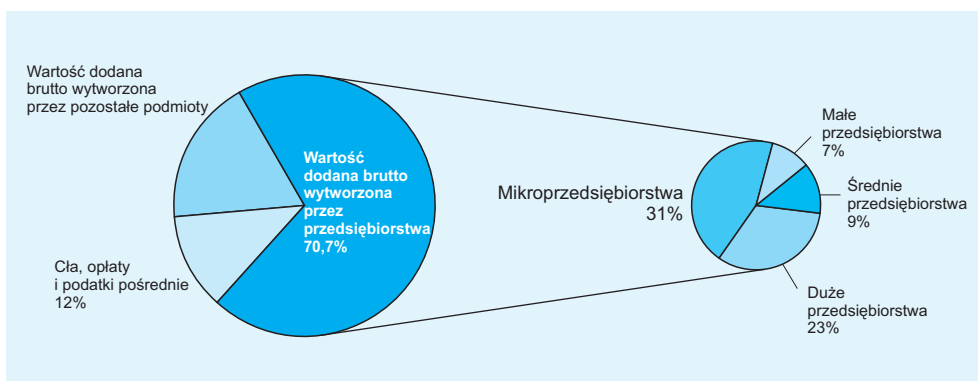 Wartość dodana
brutto wytworzona
przez pozostałe podmioty
Wartość
dodana brutto
wytworzona
przez
przedsiębiorstwa
70,7%
Cła, opłaty
i podatki pośrednie
12%
Mikroprzedsiębiorstwa
31%
Małe
przedsiębiorstwa
7%
Średnie
przedsiębiorstwa
9%
Duże
przedsiębiorstwa
23%